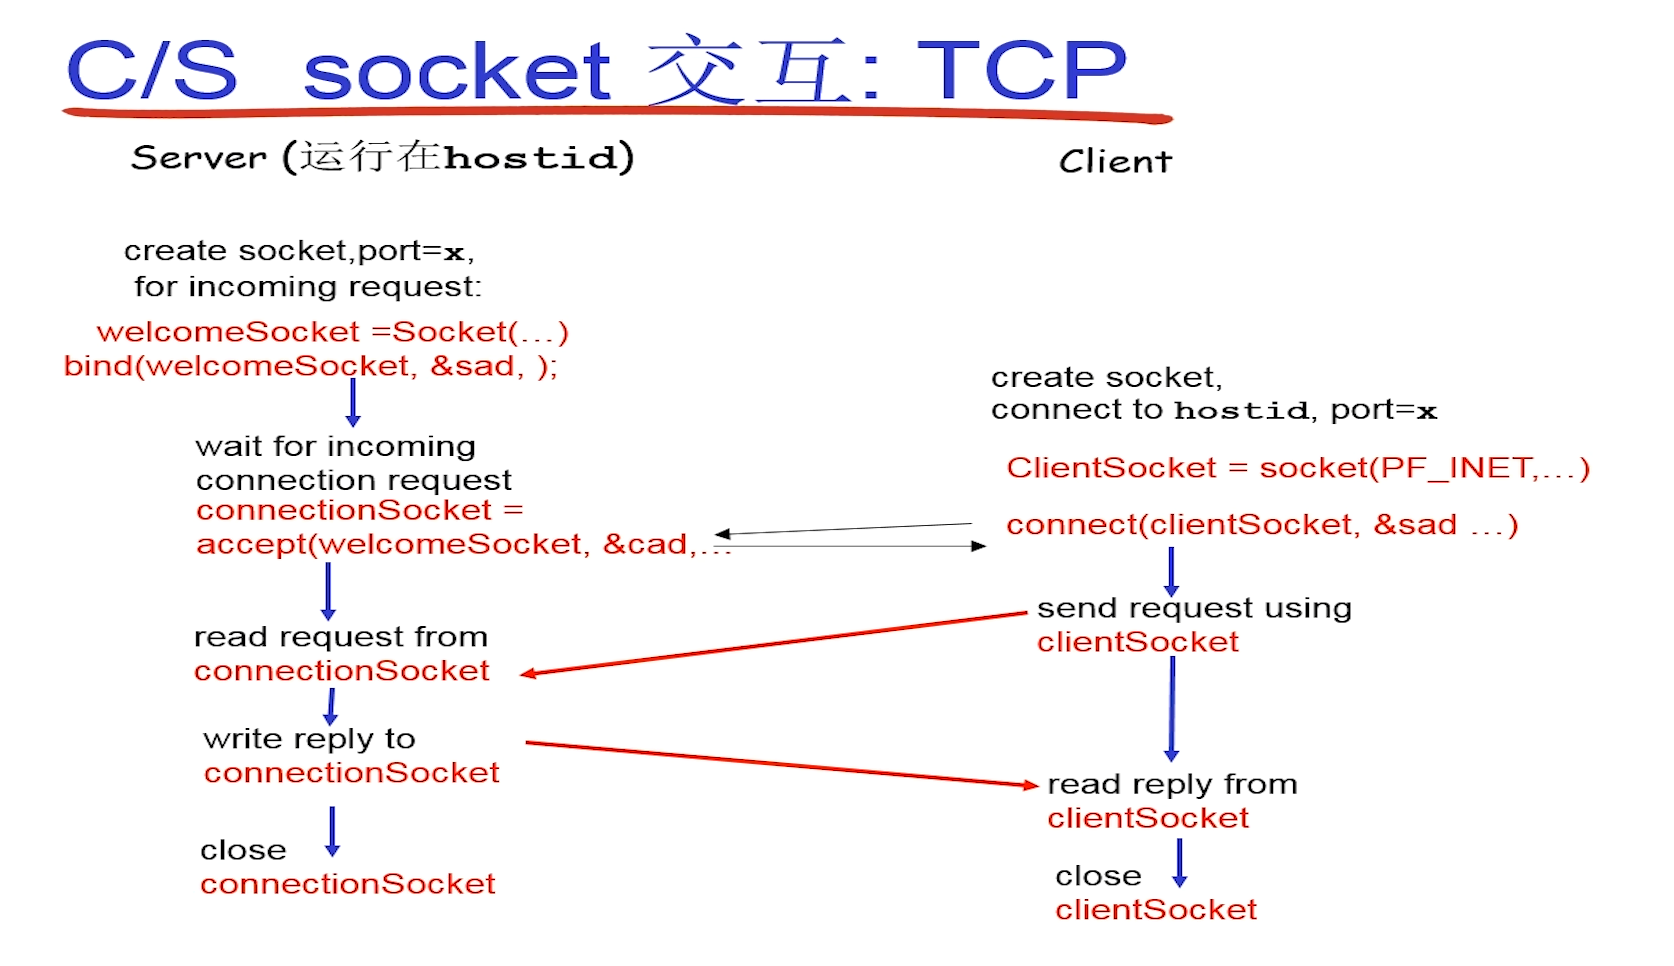 C/S socket 交互: TCP
Server (运行在hostid)
create socket,port=x,
for incoming request:
welcomeSocket =Socket(...)
bind(welcomeSocket, &sad, );
wait for incoming
connection request
connectionSocket =
accept(welcomeSocket, &cad,...
read request from
connectionSocket
write reply to
connectionSocket
close
connectionSocket
Client
create socket,
connect to hostid, port=x
ClientSocket = socket(PF_INET,...)
connect(clientSocket, &sad ...)
send request using
clientSocket
read reply from
clientSocket
close
clientSocket